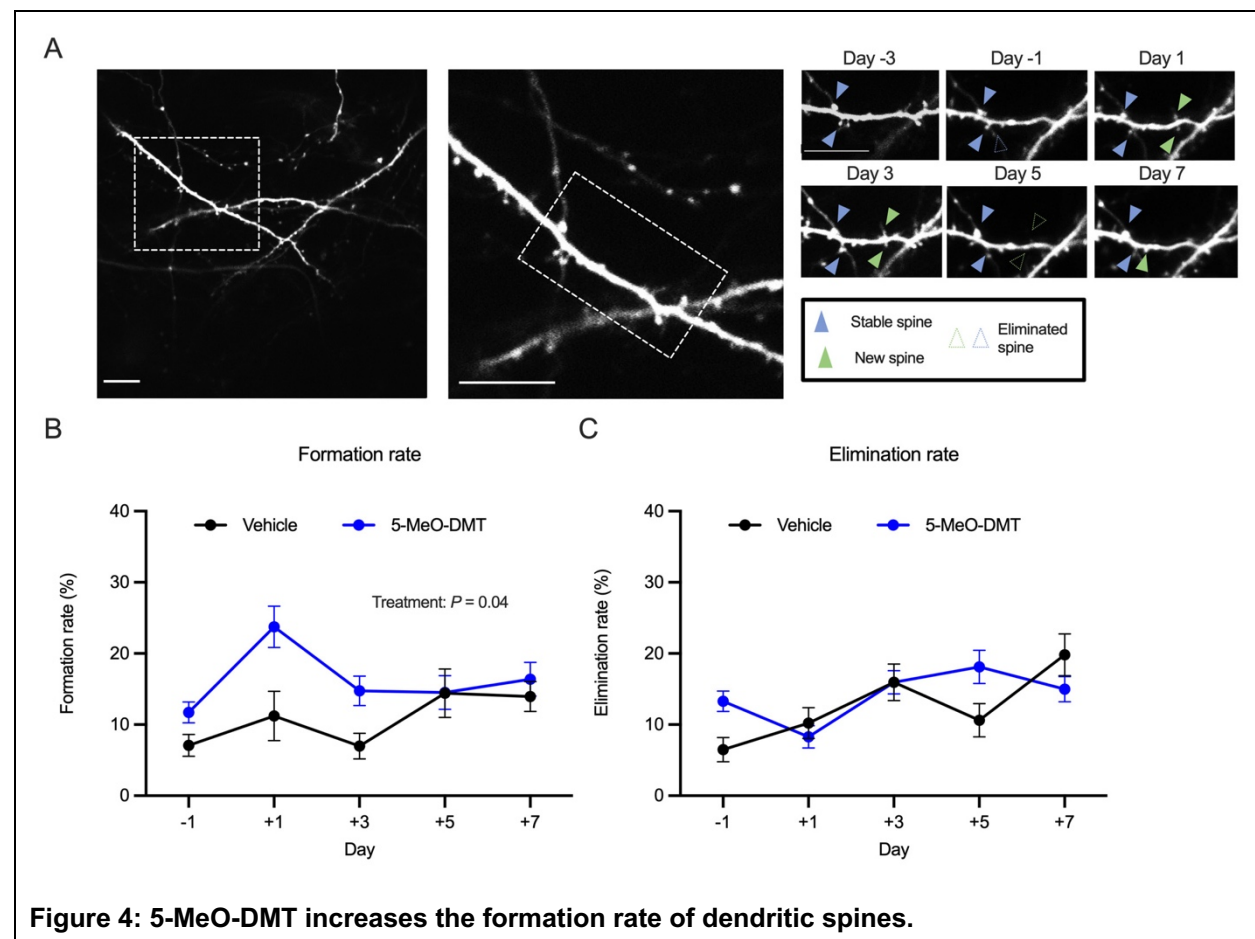 A
Day -3
Day -1
Day 1
Day 3
Day 5
Day 7
Stable spine
New spine
Eliminated
spine
B
Formation rate
Vehicle
5-MeO-DMT
Treatment: P = 0.04
Formation rate (%)
40
30
20
10
0
-1
+1
+3
+5
+7
Day
C
Elimination rate
Vehicle
5-MeO-DMT
Elimination rate (%)
40
30
20
10
0
-1
+1
+3
+5
+7
Day
Figure 4: 5-MeO-DMT increases the formation rate of dendritic spines.